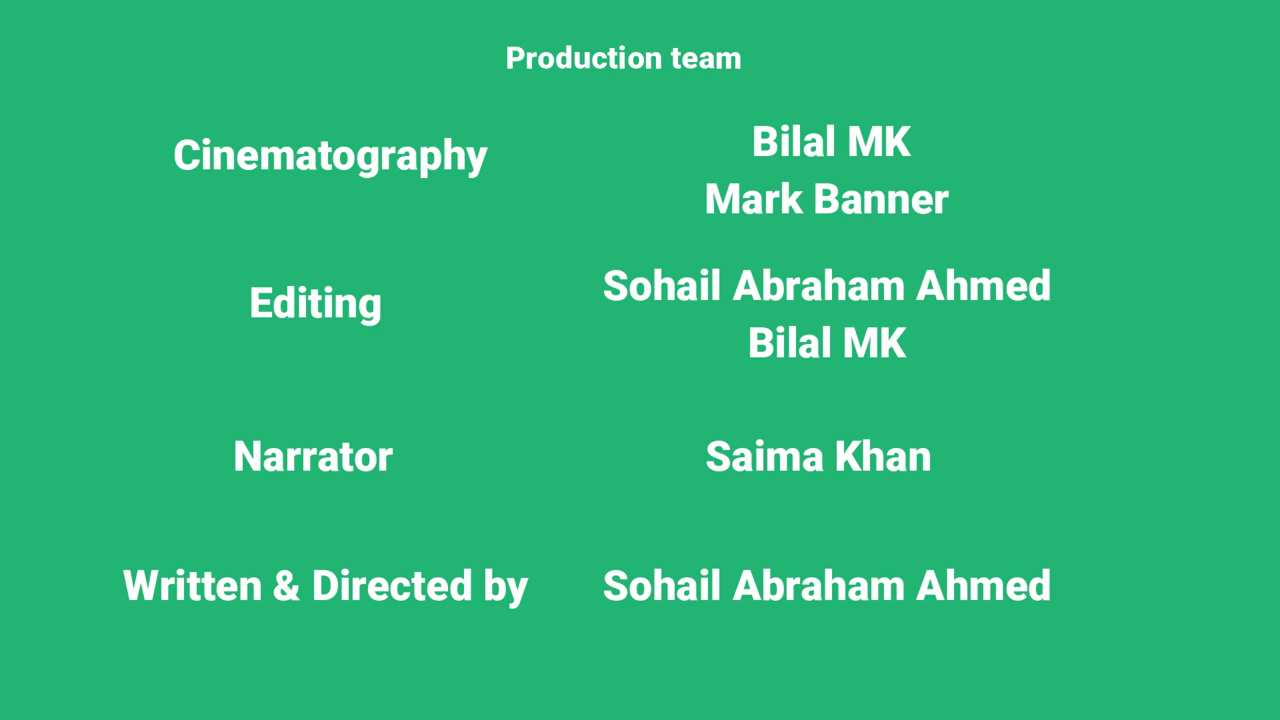 Production team
Cinematography
Bilal MK
Mark Banner
Editing
Sohail Abraham Ahmed
Bilal MK
Narrator
Saima Khan
Written & Directed by
Sohail Abraham Ahmed